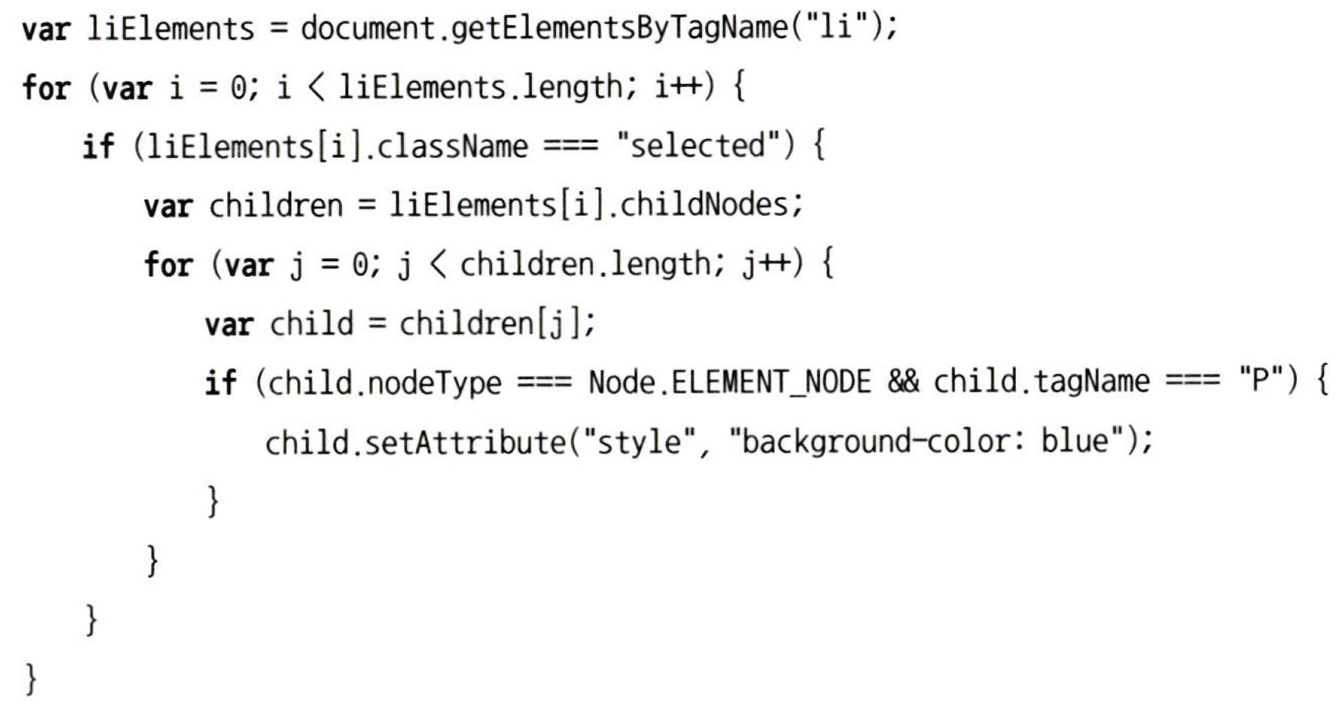 var liElements = document.getElementsByTagName("li");
for (var i = 0; i < liElements.length; i++) {
    if (liElements[i].className === "selected") {
        var children = liElements[i].childNodes;
        for (var j = 0; j < children.length; j++) {
            var child = children[j];
            if (child.nodeType === Node.ELEMENT_NODE && child.tagName === "P") {
                child.setAttribute("style", "background-color: blue");
            }
        }
    }
}